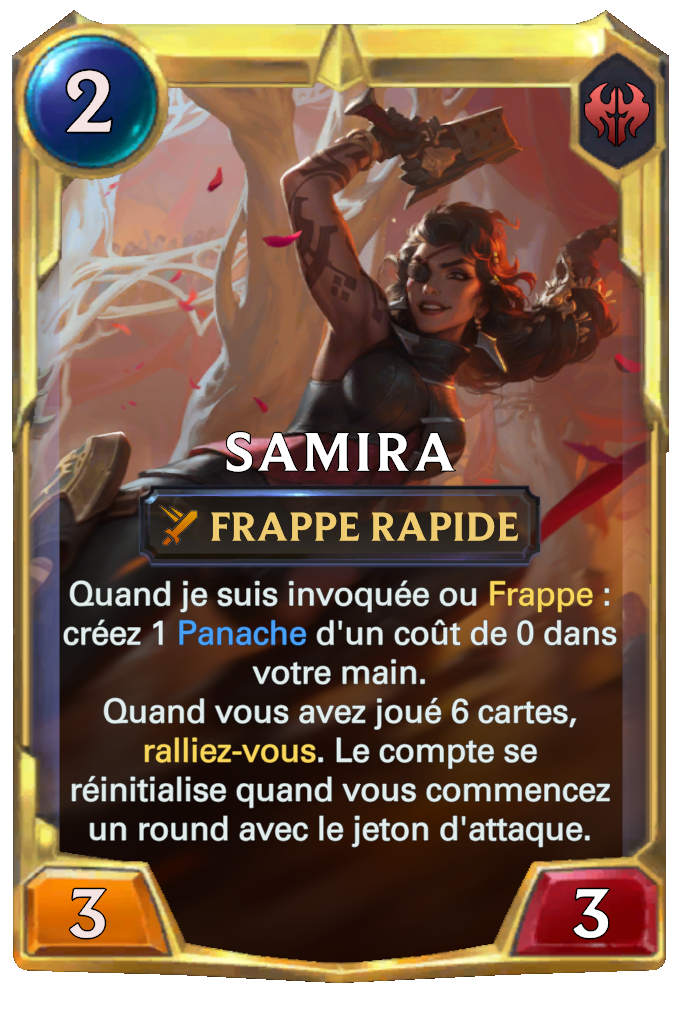 2
SAMIRA
FRAPPE RAPIDE
Quand je suis invoquée ou Frappe :
créez 1 Panache d'un coût de 0 dans
votre main.
Quand vous avez joué 6 cartes,
ralliez-vous. Le compte se
réinitialise quand vous commencez
un round avec le jeton d'attaque.
3
3